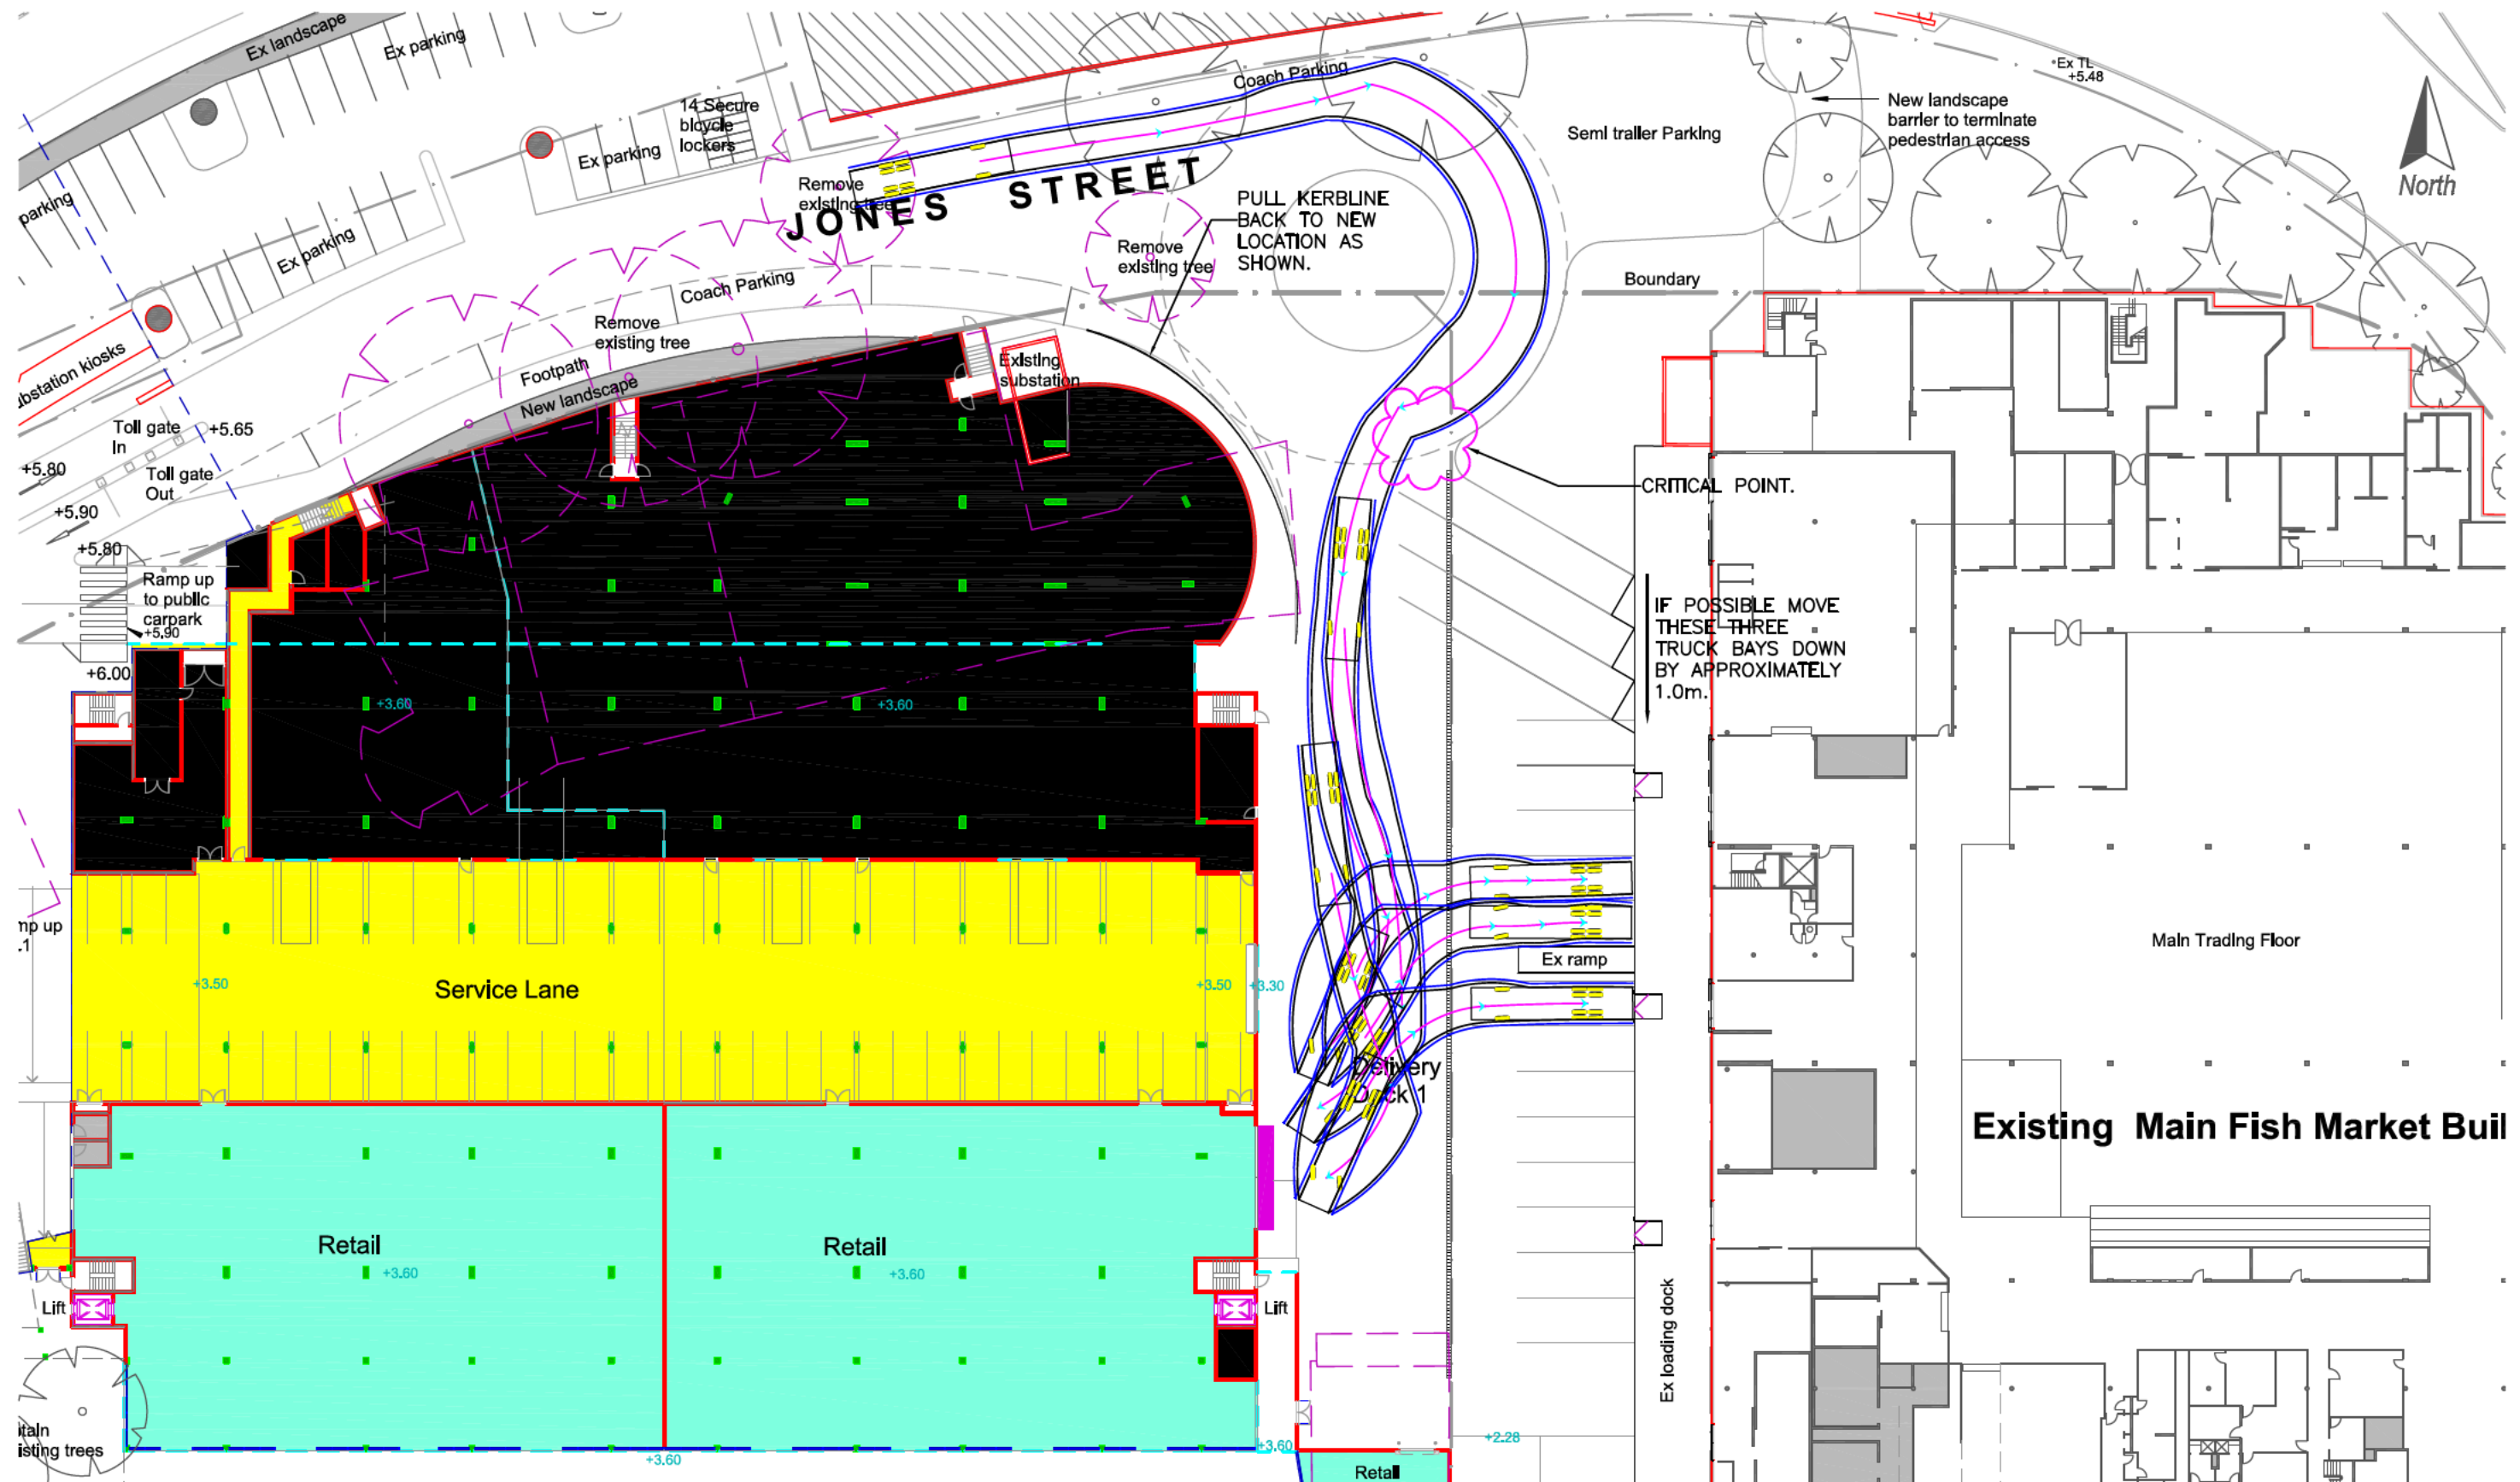 Ex landscape
Ex parking
14 Secure
bicycle
lockers
Ex parking
Coach Parking
Semi trailer Parking
Ex TL
+5.48
New landscape
barrier to terminate
pedestrian access
North
parking
Ex parking
Remove
existing tree
JONES STREET
PULL KERBLINE
BACK TO NEW
LOCATION AS
SHOWN.
Remove
existing tree
Coach Parking
Boundary
Remove
existing tree
Footpath
New landscape
Existing
substation
kiosks
Toll gate
In
+5.65
+5.80
Toll gate
Out
+5.90
+5.80
Ramp up
to public
carpark
+5.90
+6.00
CRITICAL POINT.
IF POSSIBLE MOVE
THESE THREE
TRUCK BAYS DOWN
BY APPROXIMATELY
1.0m.
+3.60
+3.60
up
.1
Service Lane
+3.50
+3.50
+3.30
Ex ramp
Main Trading Floor
Delivery
Dock 1
Existing Main Fish Market Buil
Retail
+3.60
Retail
+3.60
Lift
Lift
Ex loading dock
isting trees
+3.60
+3.60
+2.28
Retail